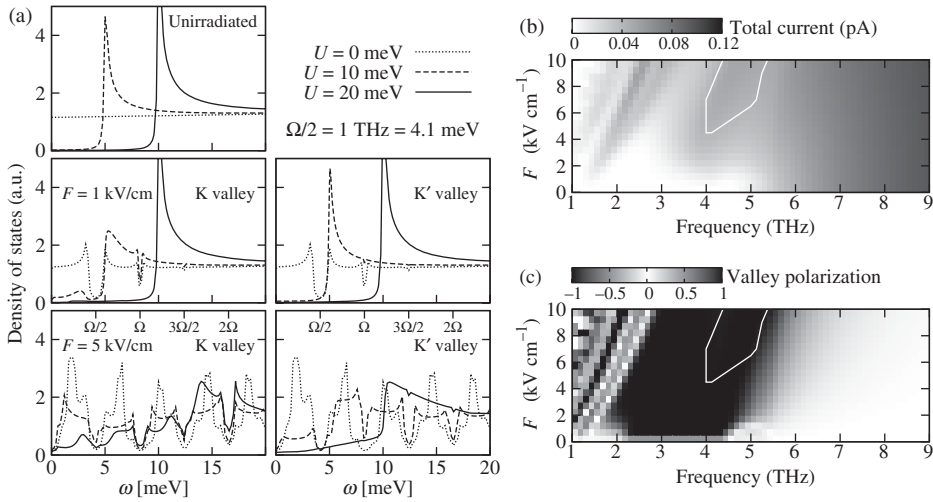 (a)
Unirradiated
U = 0 meV
U = 10 meV
U = 20 meV
Ω/2 = 1 THz = 4.1 meV
4
2
0
F = 1 kV/cm
K valley
K′ valley
4
2
0
Ω/2 Ω 3Ω/2 2Ω
Ω/2 Ω 3Ω/2 2Ω
F = 5 kV/cm
K valley
K′ valley
4
2
0
0 5 10 15
0 5 10 15 20
ω [meV]
ω [meV]
Density of states (a.u.)
(b)
Total current (pA)
0 0.04 0.08 0.12
F (kV cm⁻¹)
10
8
6
4
2
0
1 2 3 4 5 6 7 8 9
Frequency (THz)
(c)
Valley polarization
−1 −0.5 0 0.5 1
F (kV cm⁻¹)
10
8
6
4
2
0
1 2 3 4 5 6 7 8 9
Frequency (THz)